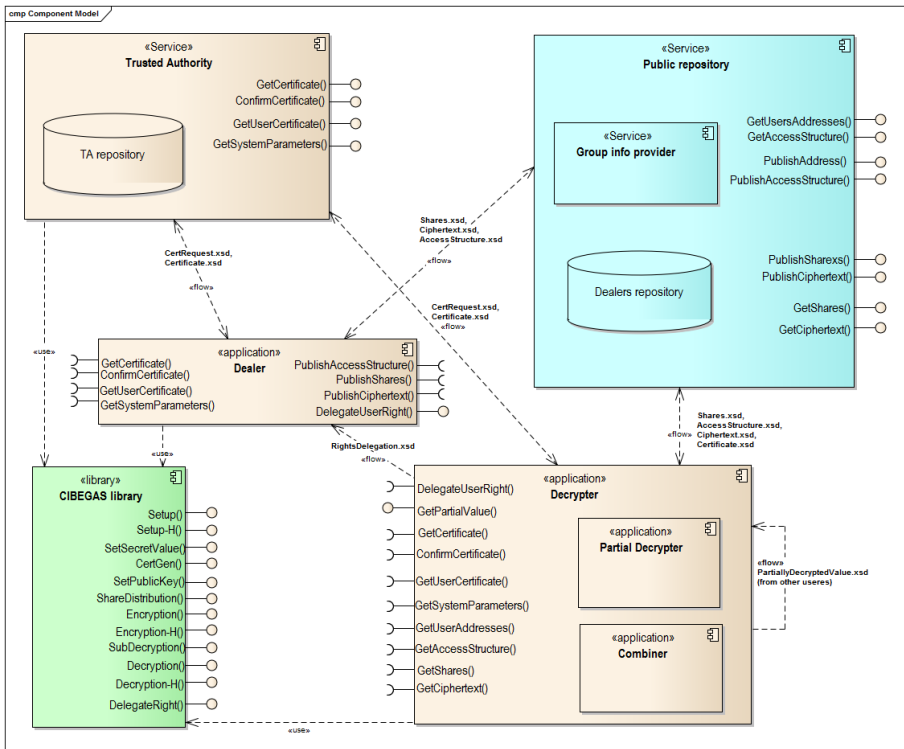 cmp Component Model
«Service»
Trusted Authority
GetCertificate()
ConfirmCertificate()
GetUserCertificate()
GetSystemParameters()
TA repository
«Service»
Public repository
GetUsersAddresses()
GetAccessStructure()
PublishAddress()
PublishAccessStructure()
«Service»
Group info provider
PublishSharexs()
PublishCiphertext()
GetShares()
GetCiphertext()
Dealers repository
Shares.xsd,
Ciphertext.xsd,
AccessStructure.xsd
«flow»
CertRequest.xsd,
Certificate.xsd
«flow»
CertRequest.xsd,
Certificate.xsd
«flow»
«use»
«application»
Dealer
GetCertificate()
ConfirmCertificate()
GetUserCertificate()
GetSystemParameters()
PublishAccessStructure()
PublishShares()
PublishCiphertext()
DelegateUserRight()
«use»
RightsDelegation.xsd
«flow»
Shares.xsd,
AccessStructure.xsd,
«flow»
Ciphertext.xsd,
Certificate.xsd
«library»
CIBEGAS library
Setup()
Setup-H()
SetSecretValue()
CertGen()
SetPublicKey()
ShareDistribution()
Encryption()
Encryption-H()
SubDecryption()
Decryption()
Decryption-H()
DelegateRight()
«application»
Decrypter
DelegateUserRight()
GetPartialValue()
GetCertificate()
ConfirmCertificate()
GetUserCertificate()
GetSystemParameters()
GetUserAddresses()
GetAccessStructure()
GetShares()
GetCiphertext()
«application»
Partial Decrypter
«application»
Combiner
«flow»
PartiallyDecryptedValue.xsd
(from other useres)
«use»